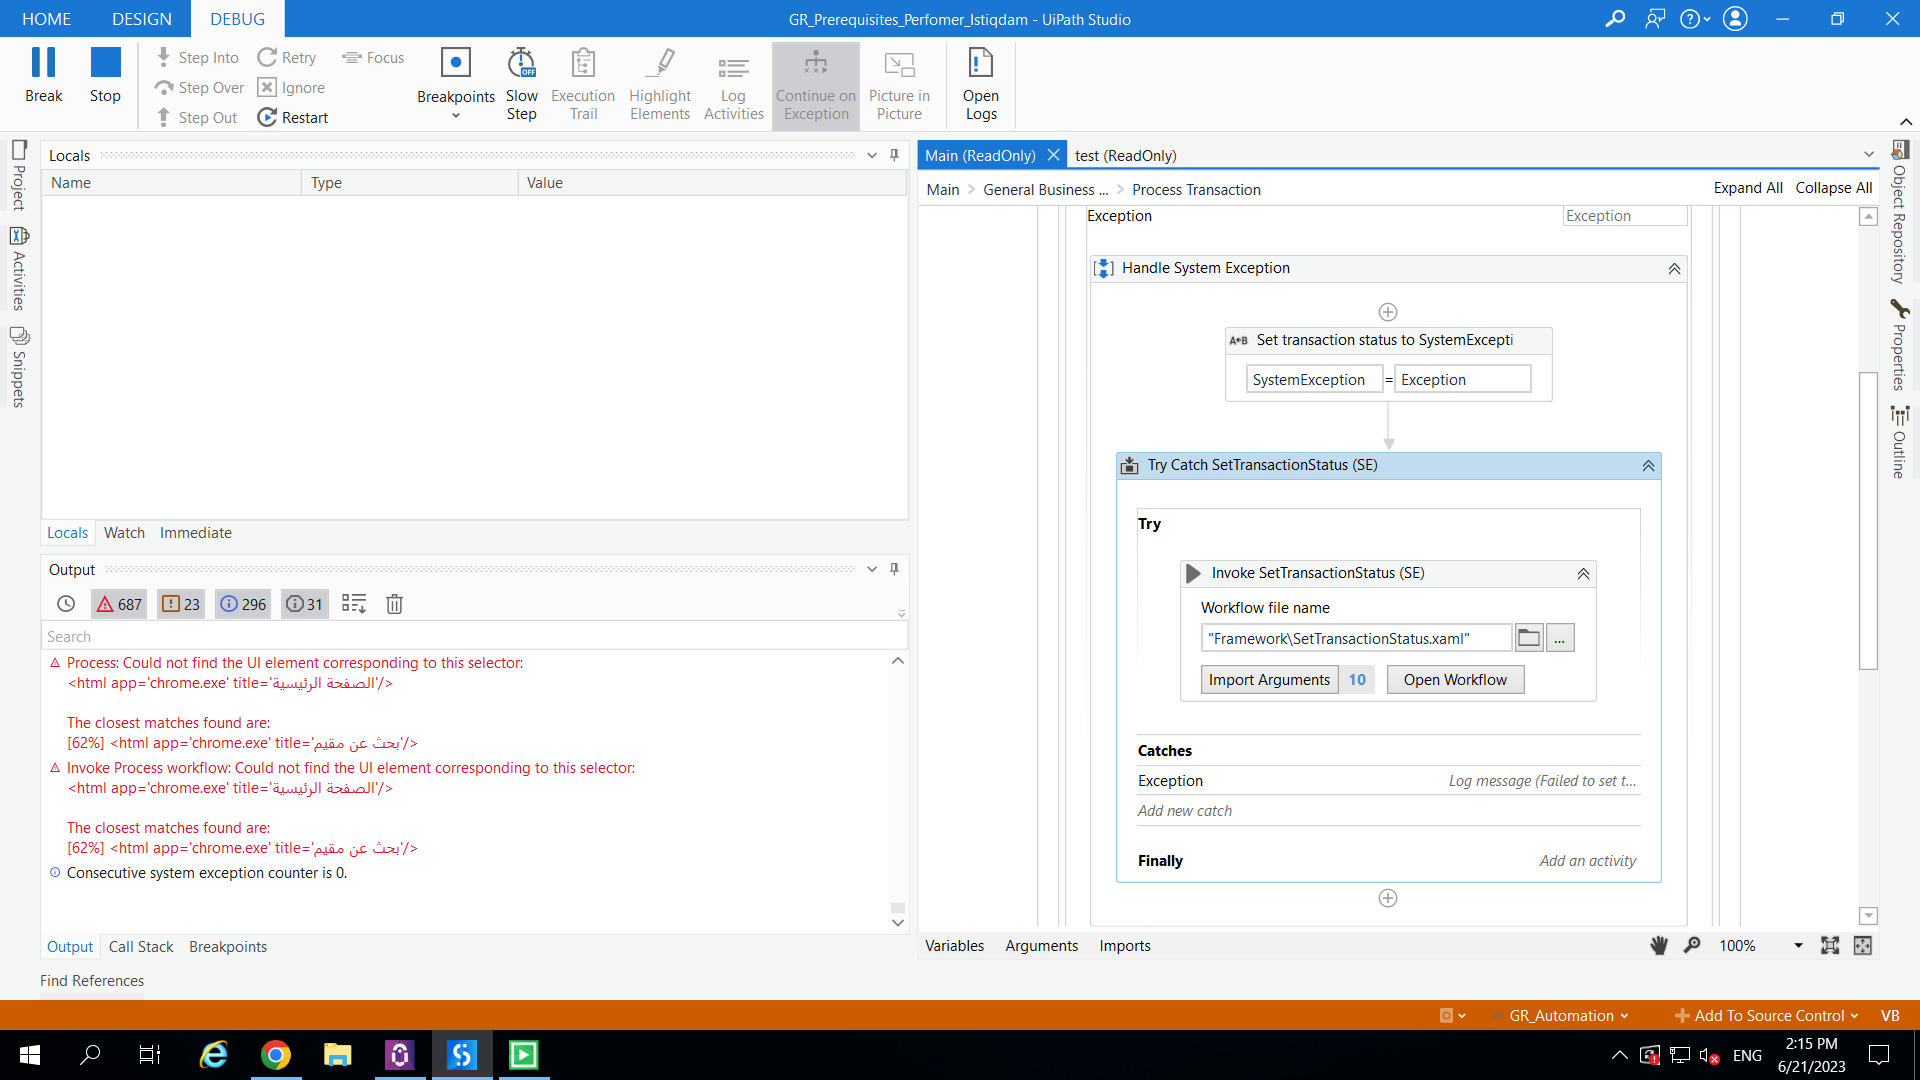 HOME
DESIGN
DEBUG
GR_Prerequisites_Perfomer_Istiqdam - UiPath Studio
Break
Stop
Step Into
Step Over
Step Out
Retry
Ignore
Restart
Focus
Breakpoints
Slow
Step
OFF
Execution
Trail
Highlight
Elements
Log
Activities
Continue on
Exception
Picture in
Picture
Open
Logs
Project
Activities
Snippets
Locals
Name
Type
Value
Locals
Watch
Immediate
Output
687
23
296
31
Search
Process: Could not find the UI element corresponding to this selector:
<html app='chrome.exe' title='الصفحة الرئيسية'/>
The closest matches found are:
[62%] <html app='chrome.exe' title='بحث عن مقيم'/>
Invoke Process workflow: Could not find the UI element corresponding to this selector:
<html app='chrome.exe' title='الصفحة الرئيسية'/>
The closest matches found are:
[62%] <html app='chrome.exe' title='بحث عن مقيم'/>
Consecutive system exception counter is 0.
Output
Call Stack
Breakpoints
Find References
Main (ReadOnly)
test (ReadOnly)
Main > General Business ... > Process Transaction
Expand All
Collapse All
Exception
Exception
Handle System Exception
A↔B
Set transaction status to SystemExcepti
SystemException = Exception
Try Catch SetTransactionStatus (SE)
Try
Invoke SetTransactionStatus (SE)
Workflow file name
"Framework\SetTransactionStatus.xaml"
...
Import Arguments
10
Open Workflow
Catches
Exception
Log message (Failed to set t...
Add new catch
Finally
Add an activity
Variables
Arguments
Imports
100%
Object Repository
Properties
Outline
GR_Automation
Add To Source Control
VB
ENG
2:15 PM
6/21/2023